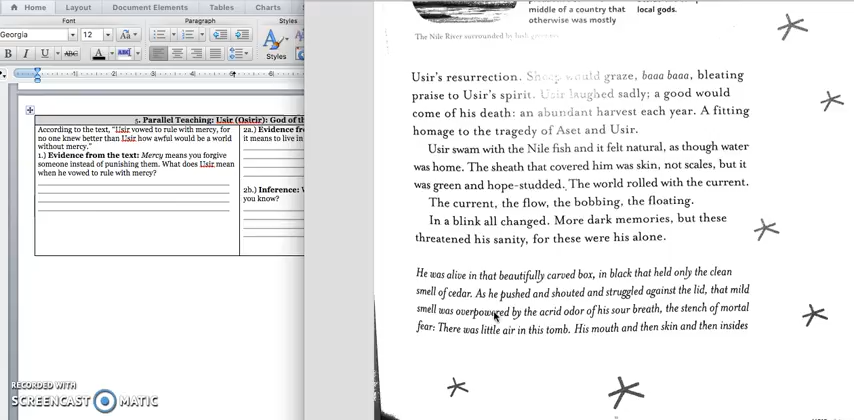 Home Layout Document Elements Tables Charts
Font Paragraph Styles
Georgia 12
B I U ABC A
Styles
5. Parallel Teaching: Usir (Osirir): God of th
According to the text, "Usir vowed to rule with mercy, for
no one knew better than Usir how awful would be a world
without mercy."
1.) Evidence from the text: Mercy means you forgive
someone instead of punishing them. What does Usir mean
when he vowed to rule with mercy?
2a.) Evidence fro
it means to live in
2b.) Inference: W
you know?
RECORDED WITH
SCREENCAST MATIC
middle of a country that
otherwise was mostly
local gods.
The Nile River surrounded by lush
Usir's resurrection. Sheep would graze, baaa baaa, bleating
praise to Usir's spirit. Usir laughed sadly; a good would
come of his death: an abundant harvest each year. A fitting
homage to the tragedy of Aset and Usir.
Usir swam with the Nile fish and it felt natural, as though water
was home. The sheath that covered him was skin, not scales, but it
was green and hope-studded. The world rolled with the current.
The current, the flow, the bobbing, the floating.
In a blink all changed. More dark memories, but these
threatened his sanity, for these were his alone.
He was alive in that beautifully carved box, in black that held only the clean
smell of cedar. As he pushed and shouted and struggled against the lid, that mild
smell was overpowered by the acrid odor of his sour breath, the stench of mortal
fear: There was little air in this tomb. His mouth and then skin and then insides